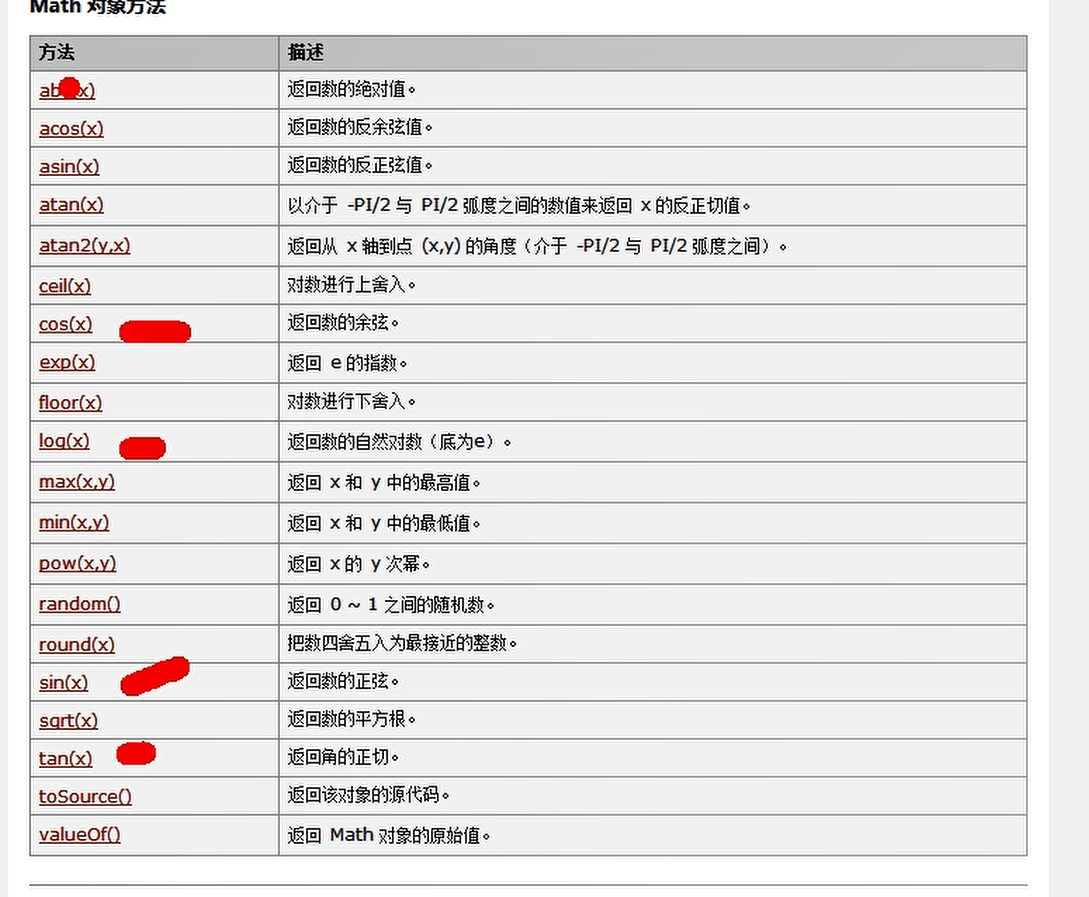 Math 对象方法
方法 描述
返回数的绝对值。
acos(x) 返回数的反余弦值。
asin(x) 返回数的反正弦值。
atan(x) 以介于 -PI/2 与 PI/2 弧度之间的数值来返回 x 的反正切值。
atan2(y,x) 返回从 x 轴到点 (x,y) 的角度（介于 -PI/2 与 PI/2 弧度之间）。
ceil(x) 对数进行上舍入。
cos(x) 返回数的余弦。
exp(x) 返回 e 的指数。
floor(x) 对数进行下舍入。
log(x) 返回数的自然对数（底为e）。
max(x,y) 返回 x 和 y 中的最高值。
min(x,y) 返回 x 和 y 中的最低值。
pow(x,y) 返回 x 的 y 次幂。
random() 返回 0 ~ 1 之间的随机数。
round(x) 把数四舍五入为最接近的整数。
sin(x) 返回数的正弦。
sqrt(x) 返回数的平方根。
tan(x) 返回角的正切。
toSource() 返回该对象的源代码。
valueOf() 返回 Math 对象的原始值。